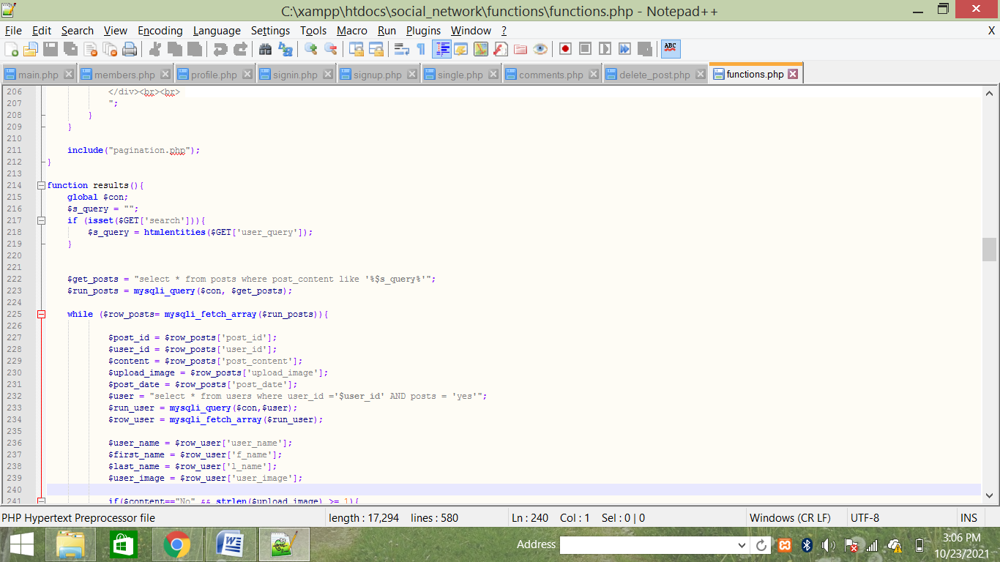 C:\xampp\htdocs\social_network\functions\functions.php - Notepad++
File Edit Search View Encoding Language Settings Tools Macro Run Plugins Window ? X
ABC
main.php members.php profile.php signin.php signup.php single.php comments.php delete_post.php functions.php
206 </div><br><br>
207 ";
208 }
209 }
210
211 include("pagination.php");
212 }
213
214 function results(){
215 global $con;
216 $s_query = "";
217 if (isset($GET['search'])){
218 $s_query = htmlentities($GET['user_query']);
219 }
220
221
222 $get_posts = "select * from posts where post_content like '%$s_query%'";
223 $run_posts = mysqli_query($con, $get_posts);
224
225 while ($row_posts= mysqli_fetch_array($run_posts)){
226
227 $post_id = $row_posts['post_id'];
228 $user_id = $row_posts['user_id'];
229 $content = $row_posts['post_content'];
230 $upload_image = $row_posts['upload_image'];
231 $post_date = $row_posts['post_date'];
232 $user = "select * from users where user_id ='$user_id' AND posts = 'yes'";
233 $run_user = mysqli_query($con,$user);
234 $row_user = mysqli_fetch_array($run_user);
235
236 $user_name = $row_user['user_name'];
237 $first_name = $row_user['f_name'];
238 $last_name = $row_user['l_name'];
239 $user_image = $row_user['user_image'];
240
241 if($content=="No" && strlen($upload_image) >= 1){
PHP Hypertext Preprocessor file length : 17,294 lines : 580 Ln : 240 Col : 1 Sel : 0 | 0 Windows (CR LF) UTF-8 INS
Address
3:06 PM
10/23/2021